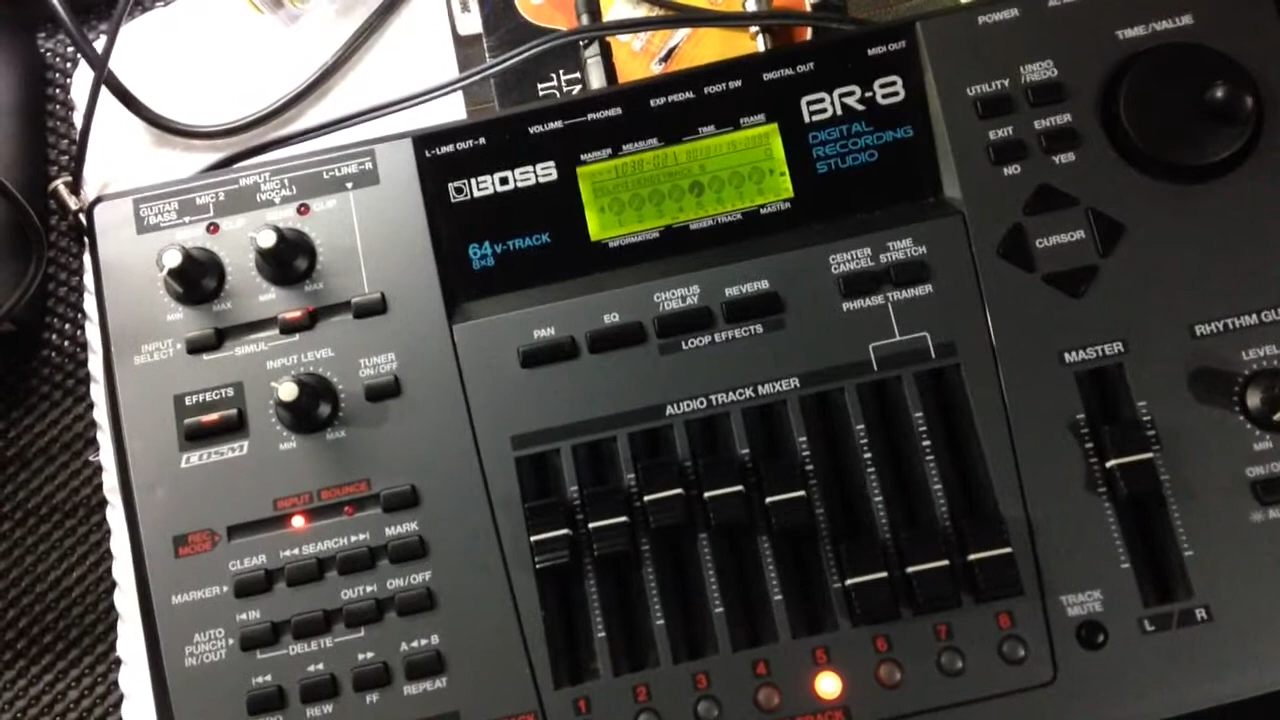 POWER
TIME/VALUE
MIDI OUT
DIGITAL OUT
FOOT SW
EXP PEDAL
VOLUME — PHONES
L-LINE OUT-R
BOSS
BR-8
DIGITAL
RECORDING
STUDIO
64 V-TRACK
8×8
MARKER
MEASURE
TIME
FRAME
INFORMATION
MIXER/TRACK
MASTER
UTILITY
UNDO
/REDO
EXIT
ENTER
NO
YES
CURSOR
INPUT
GUITAR
/BASS
MIC 2
MIC 1
(VOCAL)
L-LINE-R
CLIP
MIN
MAX
MIN
MAX
INPUT
SELECT
SIMUL
INPUT LEVEL
TUNER
ON/OFF
MIN
MAX
EFFECTS
COSM
PAN
EQ
CHORUS
/DELAY
REVERB
LOOP EFFECTS
CENTER
CANCEL
TIME
STRETCH
PHRASE TRAINER
AUDIO TRACK MIXER
MASTER
LEVEL
MIN
REC
MODE
INPUT
BOUNCE
CLEAR
SEARCH
MARK
MARKER
IN
OUT
ON/OFF
AUTO
PUNCH
IN/OUT
DELETE
REW
FF
A◄►B
REPEAT
TRACK
MUTE
L / R
1
2
3
4
5
6
7
8